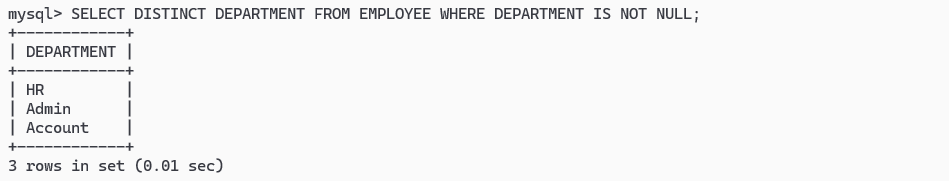 mysql> SELECT DISTINCT DEPARTMENT FROM EMPLOYEE WHERE DEPARTMENT IS NOT NULL;
+------------+
| DEPARTMENT |
+------------+
| HR         |
| Admin      |
| Account    |
+------------+
3 rows in set (0.01 sec)